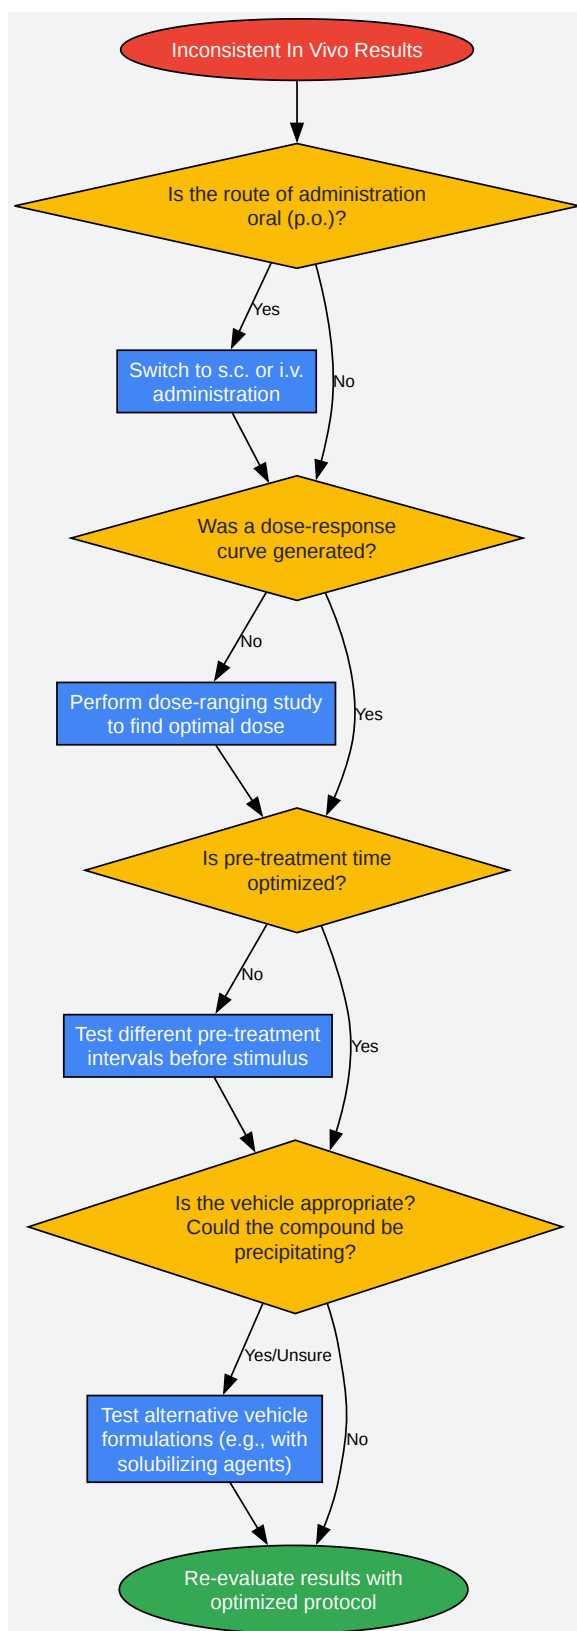 Inconsistent In Vivo Results
Is the route of administration
oral (p.o.)?
Yes
Switch to s.c. or i.v.
administration
No
Was a dose-response
curve generated?
No
Perform dose-ranging study
to find optimal dose
Yes
Is pre-treatment time
optimized?
No
Test different pre-treatment
intervals before stimulus
Yes
Is the vehicle appropriate?
Could the compound be
precipitating?
Yes/Unsure
Test alternative vehicle
formulations (e.g., with
solubilizing agents)
No
Re-evaluate results with
optimized protocol